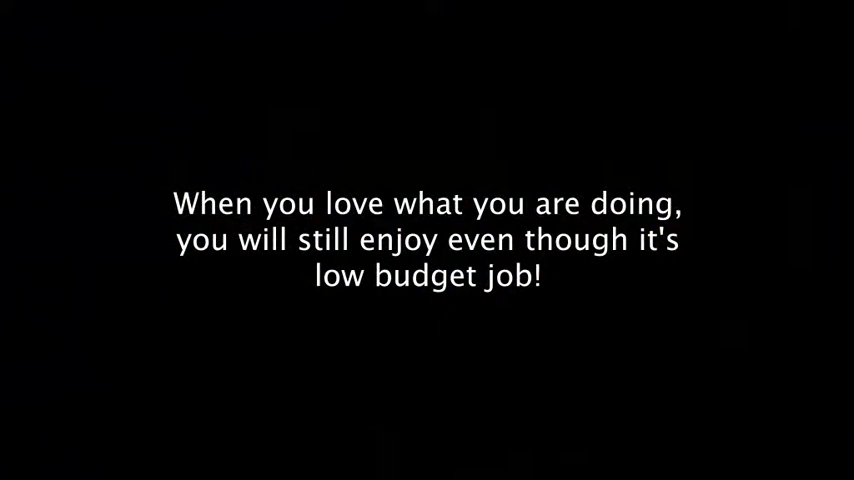 When you love what you are doing,
you will still enjoy even though it's
low budget job!